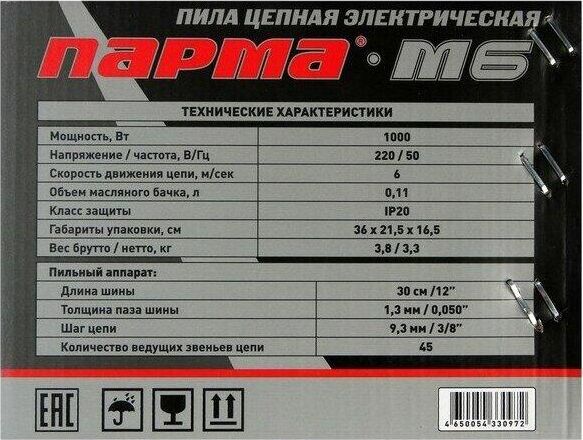 ПИЛА ЦЕПНАЯ ЭЛЕКТРИЧЕСКАЯ
ПАРМА® · М6
ТЕХНИЧЕСКИЕ ХАРАКТЕРИСТИКИ
Мощность, Вт 1000
Напряжение / частота, В/Гц 220 / 50
Скорость движения цепи, м/сек 6
Объем масляного бачка, л 0,11
Класс защиты IP20
Габариты упаковки, см 36 х 21,5 х 16,5
Вес брутто / нетто, кг 3,8 / 3,3
Пильный аппарат:
Длина шины 30 см /12”
Толщина паза шины 1,3 мм / 0,050”
Шаг цепи 9,3 мм / 3/8”
Количество ведущих звеньев цепи 45
EAC
4 650054 330972